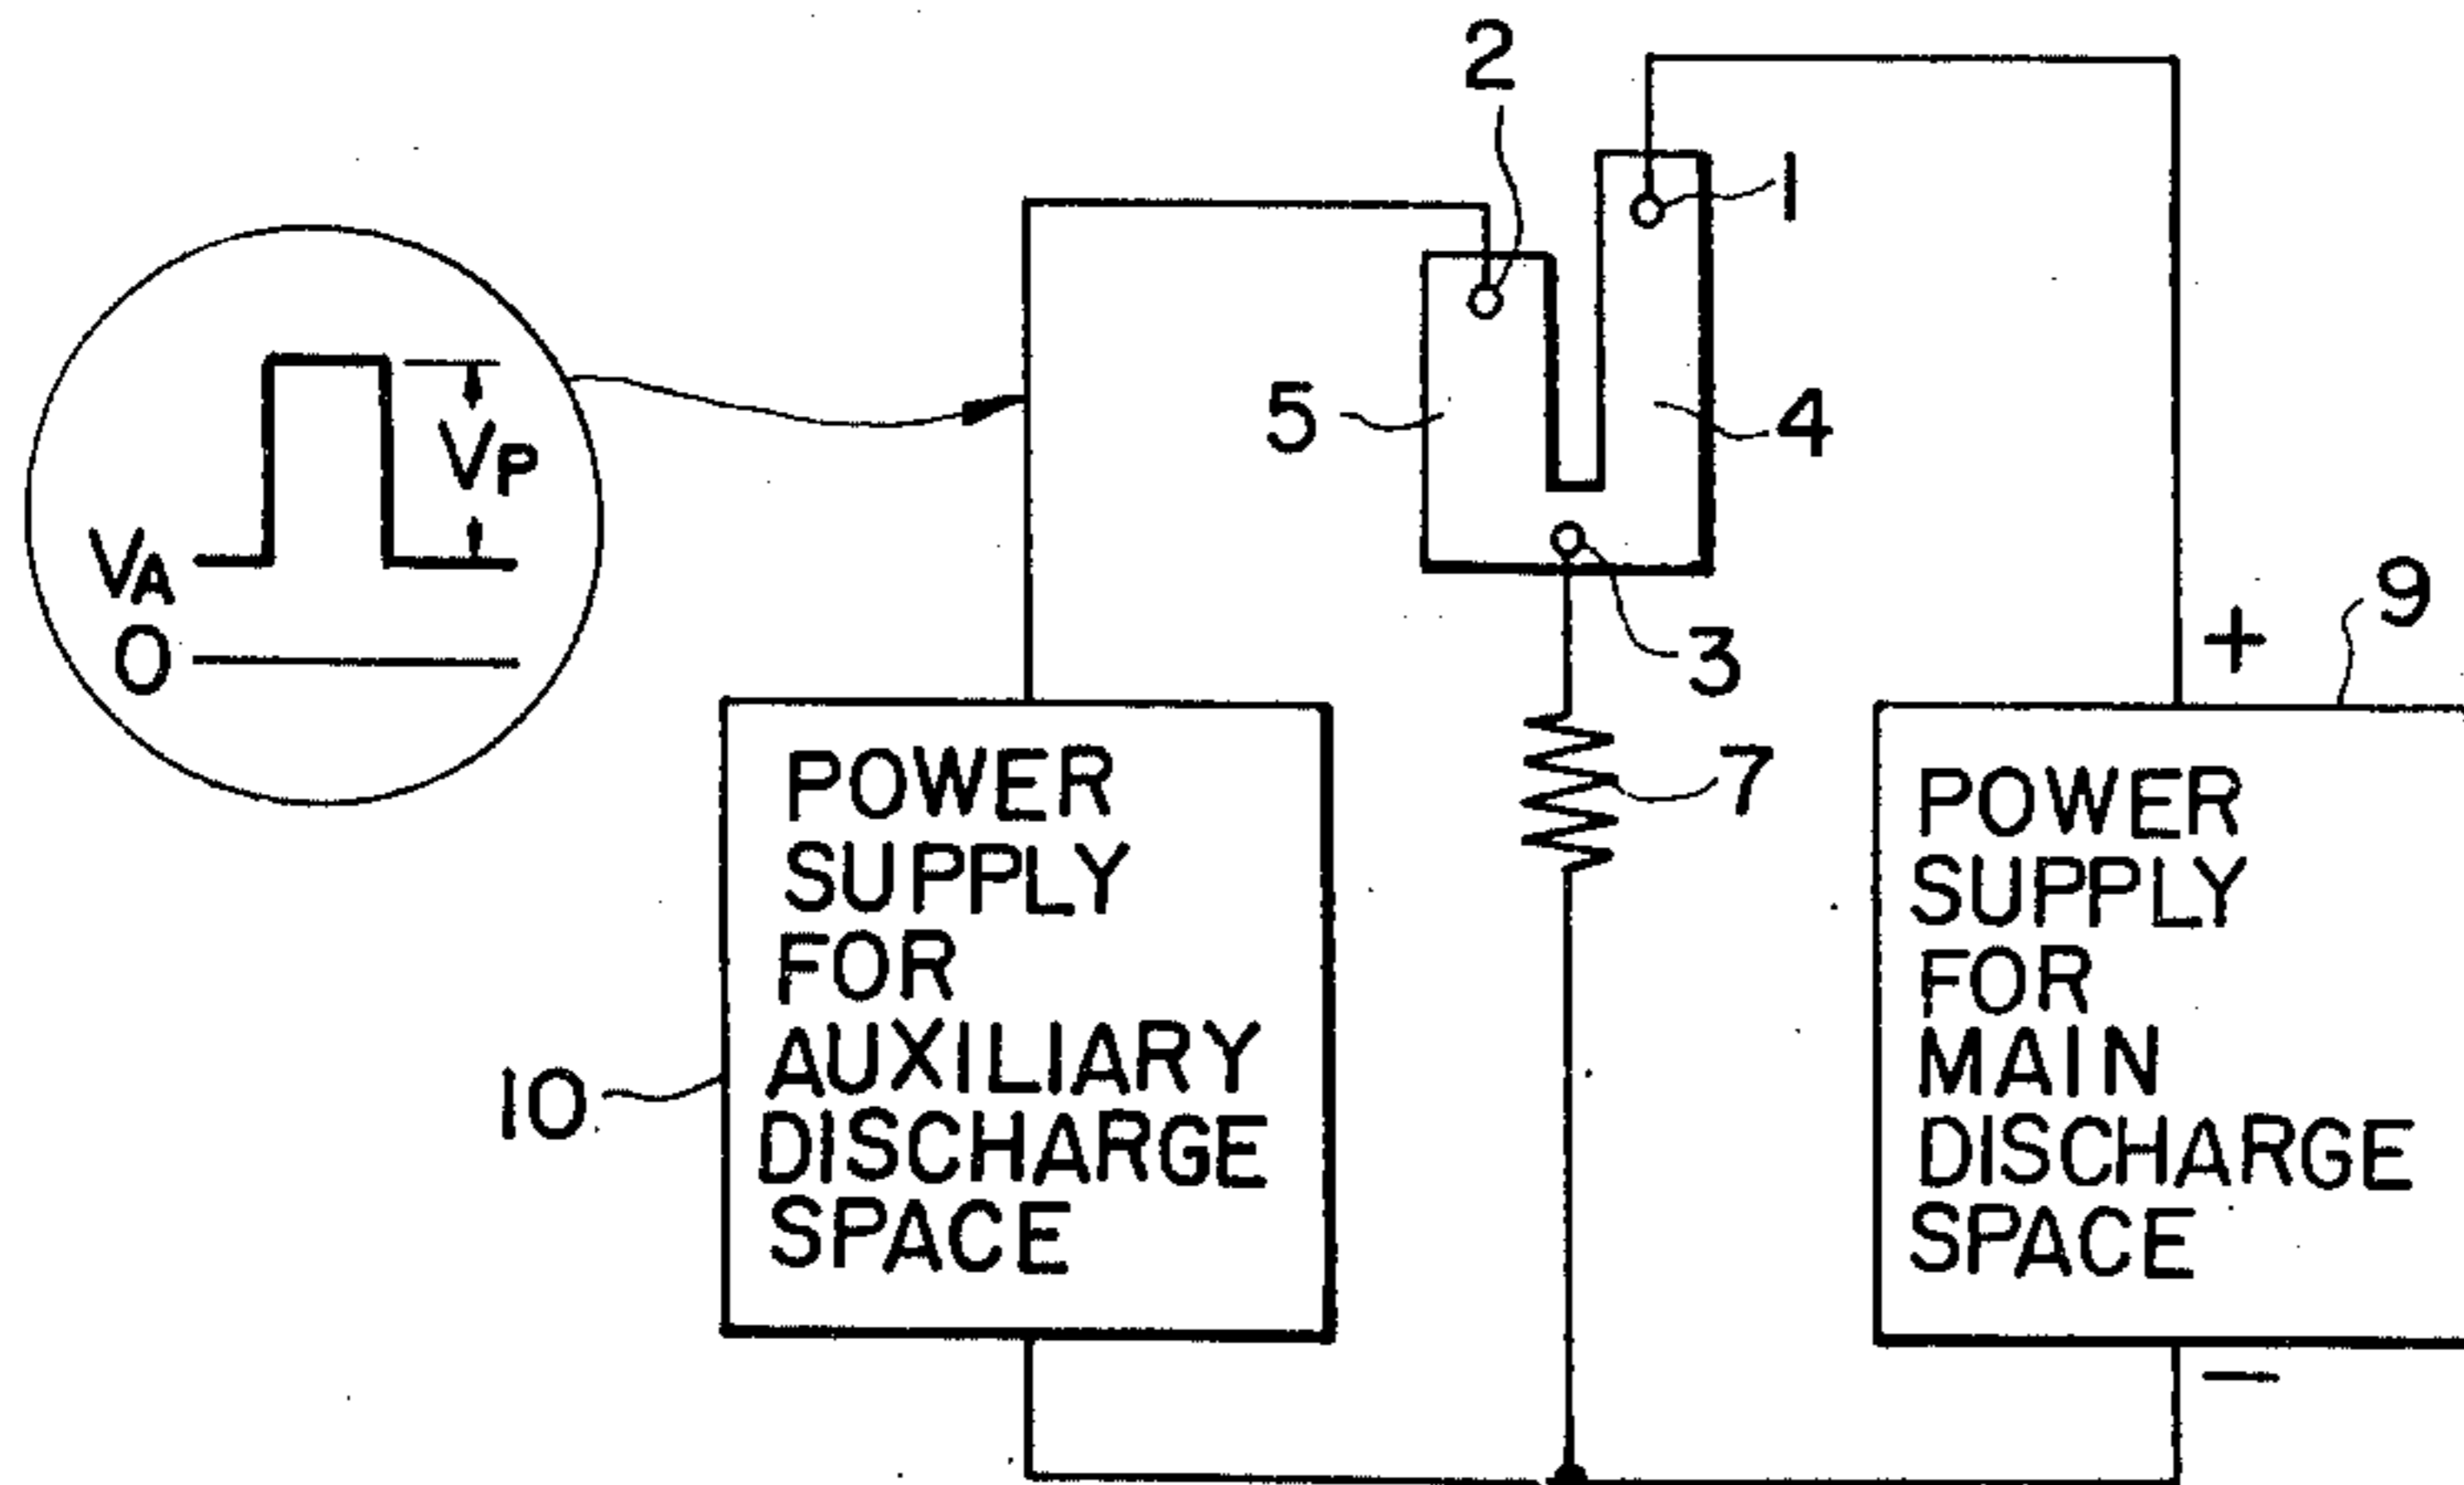 2
1
5
4
VP
VA
0
3
+
9
7
POWER
SUPPLY
FOR
AUXILIARY
DISCHARGE
SPACE
10
POWER
SUPPLY
FOR
MAIN
DISCHARGE
SPACE
−